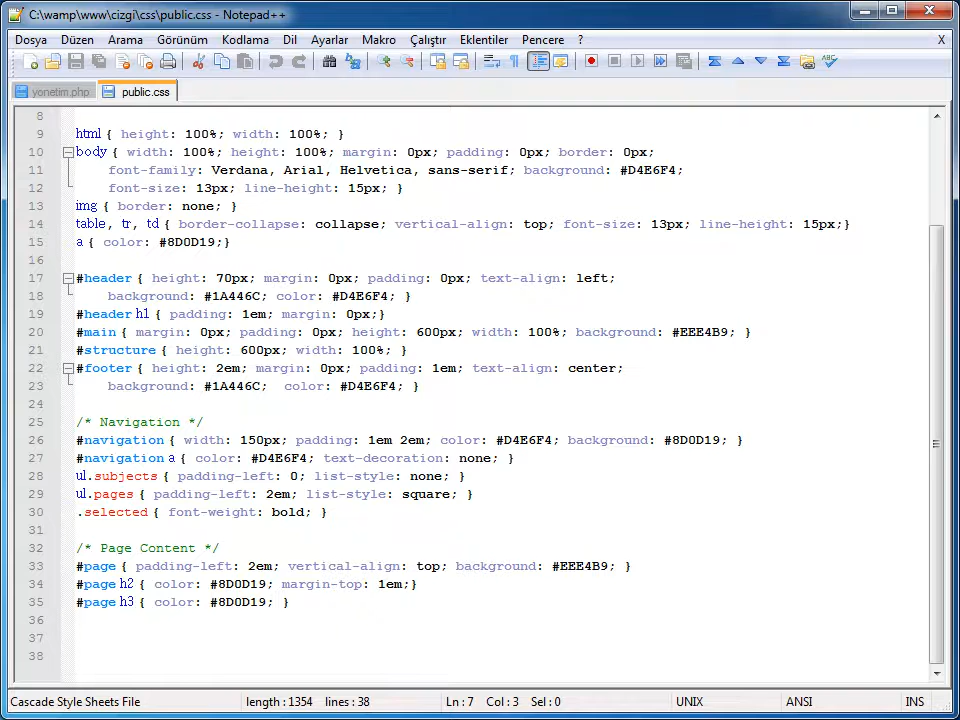 C:\wamp\www\cizgi\css\public.css - Notepad++
Dosya Düzen Arama Görünüm Kodlama Dil Ayarlar Makro Çalıştır Eklentiler Pencere ? X
yonetim.php public.css
8
9 html { height: 100%; width: 100%; }
10 body { width: 100%; height: 100%; margin: 0px; padding: 0px; border: 0px;
11 font-family: Verdana, Arial, Helvetica, sans-serif; background: #D4E6F4;
12 font-size: 13px; line-height: 15px; }
13 img { border: none; }
14 table, tr, td { border-collapse: collapse; vertical-align: top; font-size: 13px; line-height: 15px;}
15 a { color: #8D0D19;}
16
17 #header { height: 70px; margin: 0px; padding: 0px; text-align: left;
18 background: #1A446C; color: #D4E6F4; }
19 #header h1 { padding: 1em; margin: 0px;}
20 #main { margin: 0px; padding: 0px; height: 600px; width: 100%; background: #EEE4B9; }
21 #structure { height: 600px; width: 100%; }
22 #footer { height: 2em; margin: 0px; padding: 1em; text-align: center;
23 background: #1A446C; color: #D4E6F4; }
24
25 /* Navigation */
26 #navigation { width: 150px; padding: 1em 2em; color: #D4E6F4; background: #8D0D19; }
27 #navigation a { color: #D4E6F4; text-decoration: none; }
28 ul.subjects { padding-left: 0; list-style: none; }
29 ul.pages { padding-left: 2em; list-style: square; }
30 .selected { font-weight: bold; }
31
32 /* Page Content */
33 #page { padding-left: 2em; vertical-align: top; background: #EEE4B9; }
34 #page h2 { color: #8D0D19; margin-top: 1em;}
35 #page h3 { color: #8D0D19; }
36
37
38
Cascade Style Sheets File length : 1354 lines : 38 Ln : 7 Col : 3 Sel : 0 UNIX ANSI INS